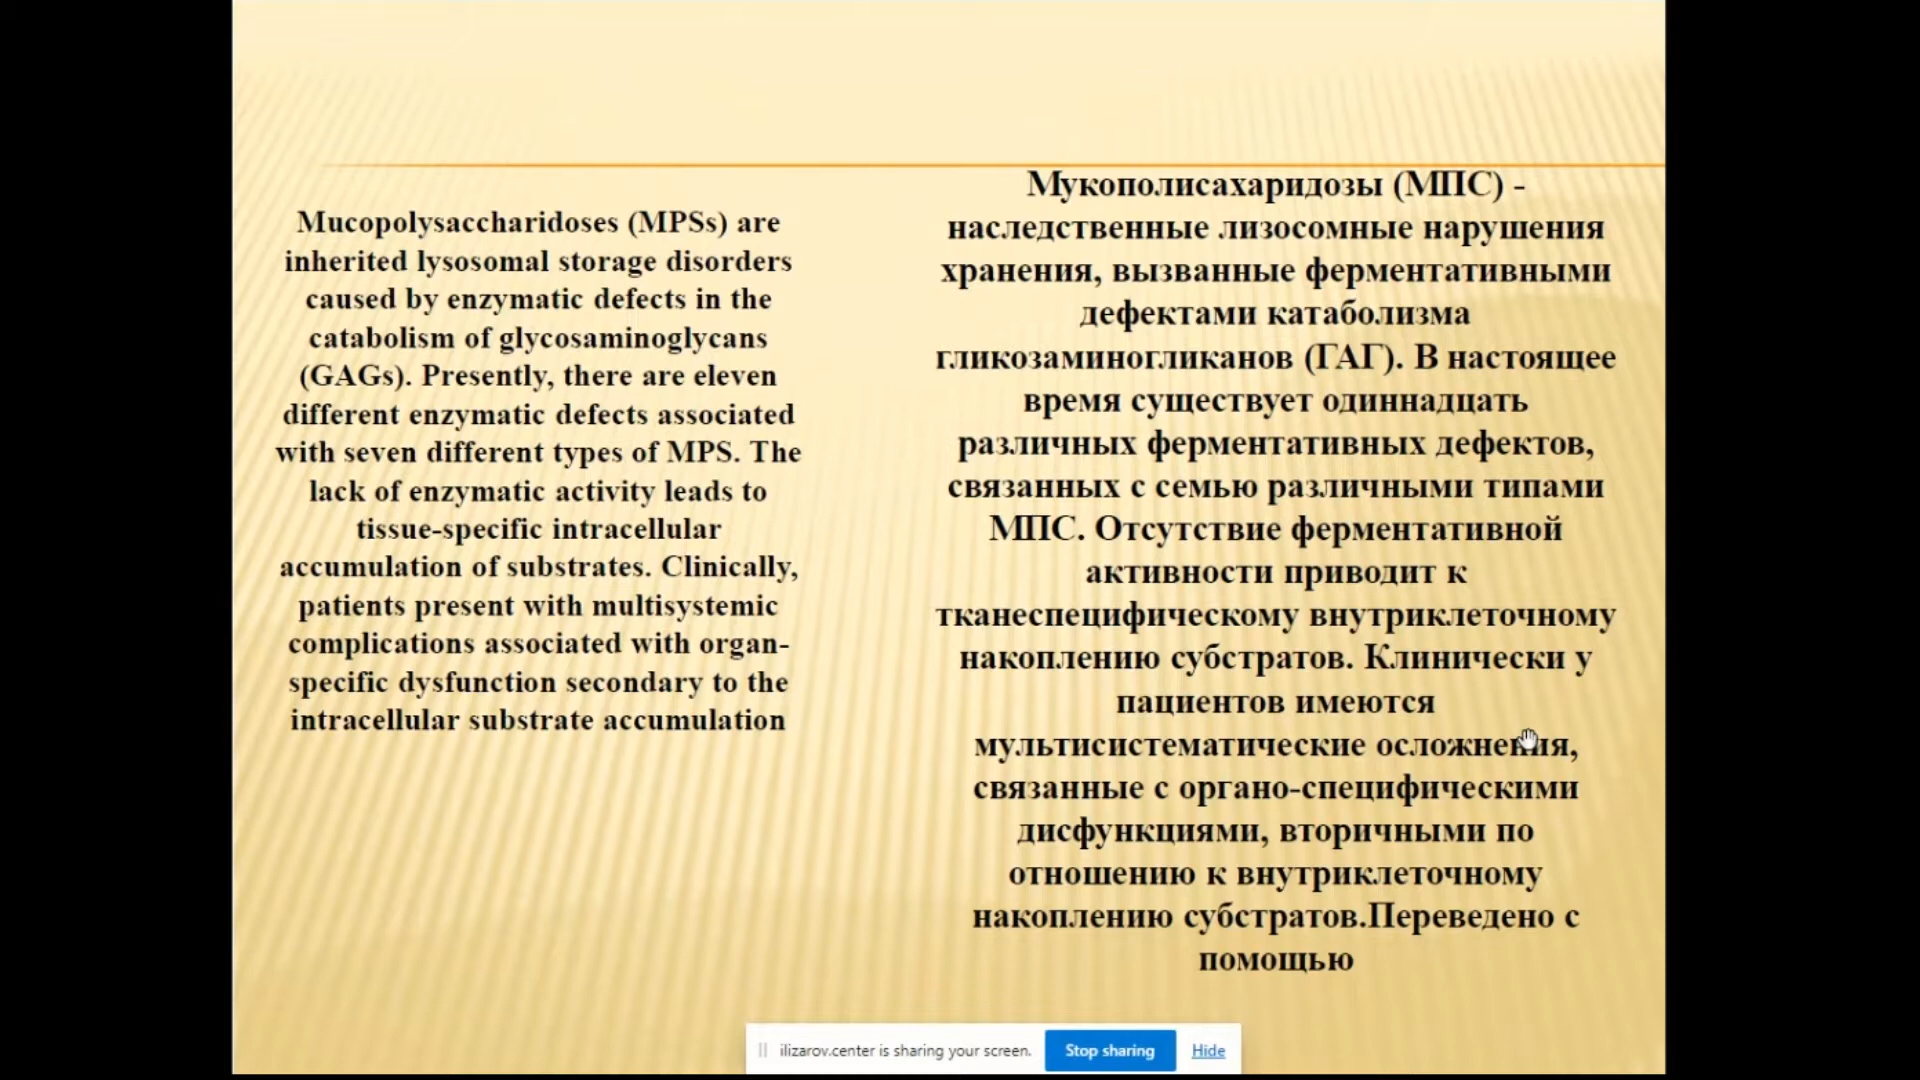 Mucopolysaccharidoses (MPSs) are
inherited lysosomal storage disorders
caused by enzymatic defects in the
catabolism of glycosaminoglycans
(GAGs). Presently, there are eleven
different enzymatic defects associated
with seven different types of MPS. The
lack of enzymatic activity leads to
tissue-specific intracellular
accumulation of substrates. Clinically,
patients present with multisystemic
complications associated with organ-
specific dysfunction secondary to the
intracellular substrate accumulation
Мукополисахаридозы (МПС) -
наследственные лизосомные нарушения
хранения, вызванные ферментативными
дефектами катаболизма
гликозаминогликанов (ГАГ). В настоящее
время существует одиннадцать
различных ферментативных дефектов,
связанных с семью различными типами
МПС. Отсутствие ферментативной
активности приводит к
тканеспецифическому внутриклеточному
накоплению субстратов. Клинически у
пациентов имеются
мультисистематические осложнения,
связанные с органо-специфическими
дисфункциями, вторичными по
отношению к внутриклеточному
накоплению субстратов.Переведено с
помощью
ilizarov.center is sharing your screen.
Stop sharing
Hide